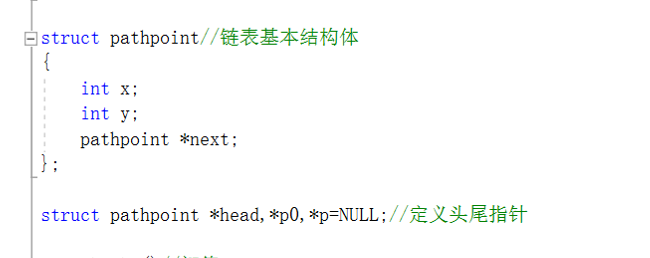 struct pathpoint//链表基本结构体
{
int x;
int y;
pathpoint *next;
};
struct pathpoint *head,*p0,*p=NULL;//定义头尾指针